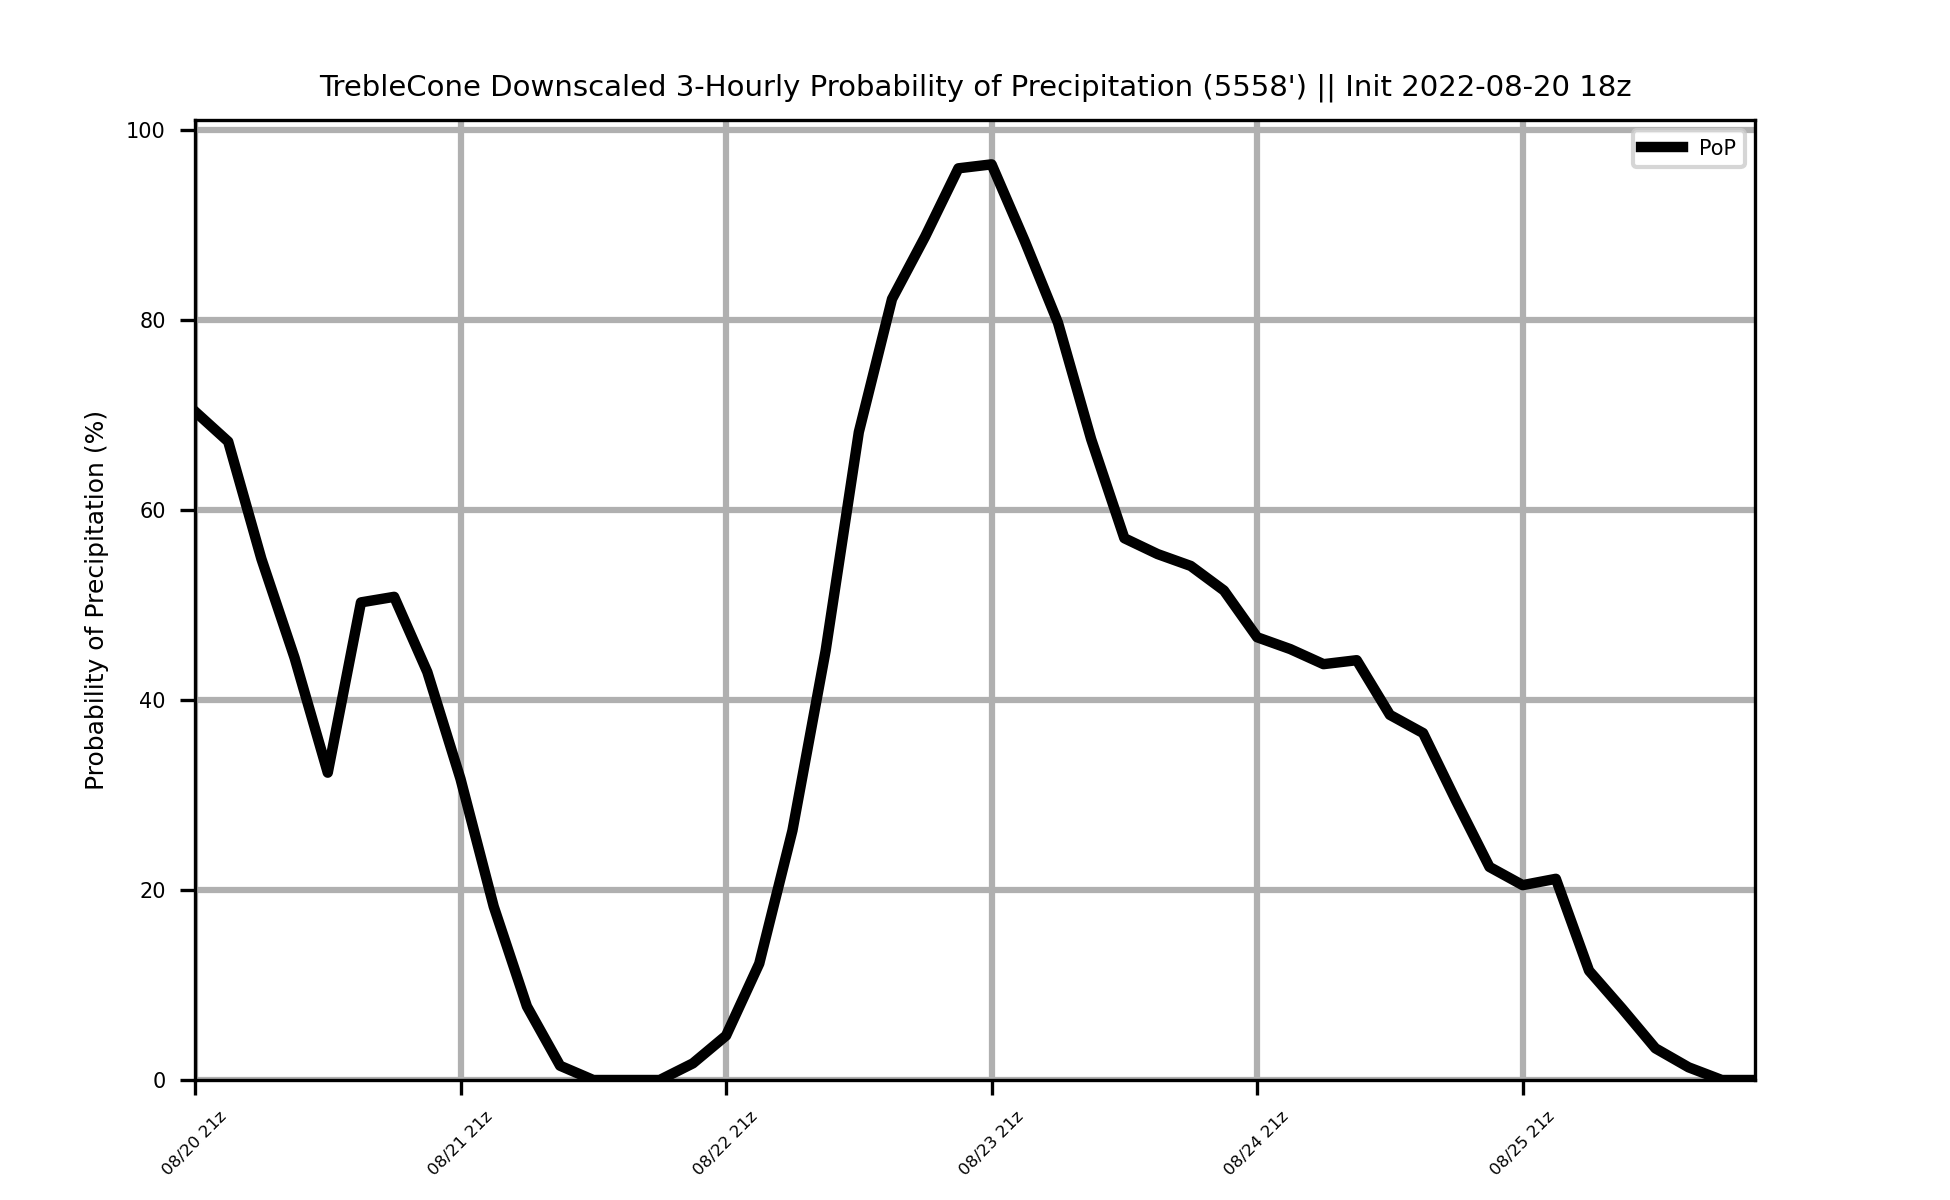 TrebleCone Downscaled 3-Hourly Probability of Precipitation (5558') || Init 2022-08-20 18z
PoP
Probability of Precipitation (%)
100
80
60
40
20
0
08/20 21z
08/21 21z
08/22 21z
08/23 21z
08/24 21z
08/25 21z